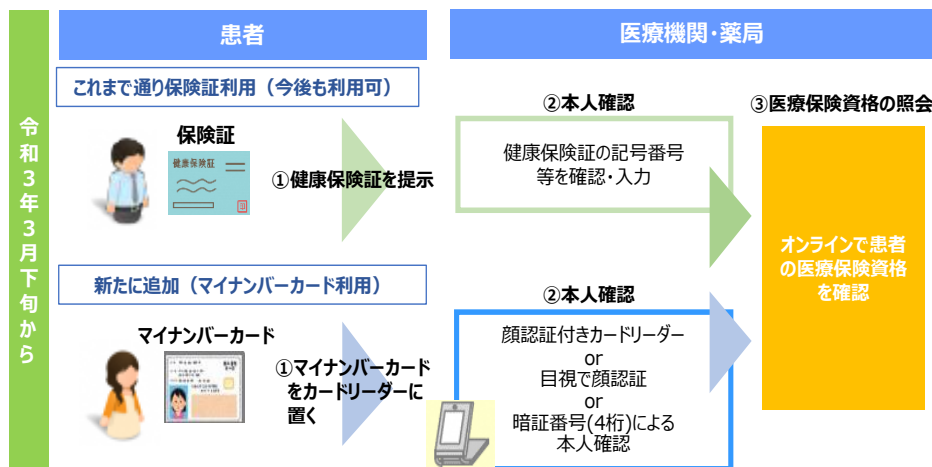 令和3年3月下旬から
患者
医療機関・薬局
これまで通り保険証利用（今後も利用可）
保険証
健康保険証
印
①健康保険証を提示
②本人確認
健康保険証の記号番号
等を確認・入力
③医療保険資格の照会
オンラインで患者
の医療保険資格
を確認
新たに追加（マイナンバーカード利用）
マイナンバーカード
①マイナンバーカード
をカードリーダーに
置く
②本人確認
顔認証付きカードリーダー
or
目視で顔認証
or
暗証番号(4桁)による
本人確認